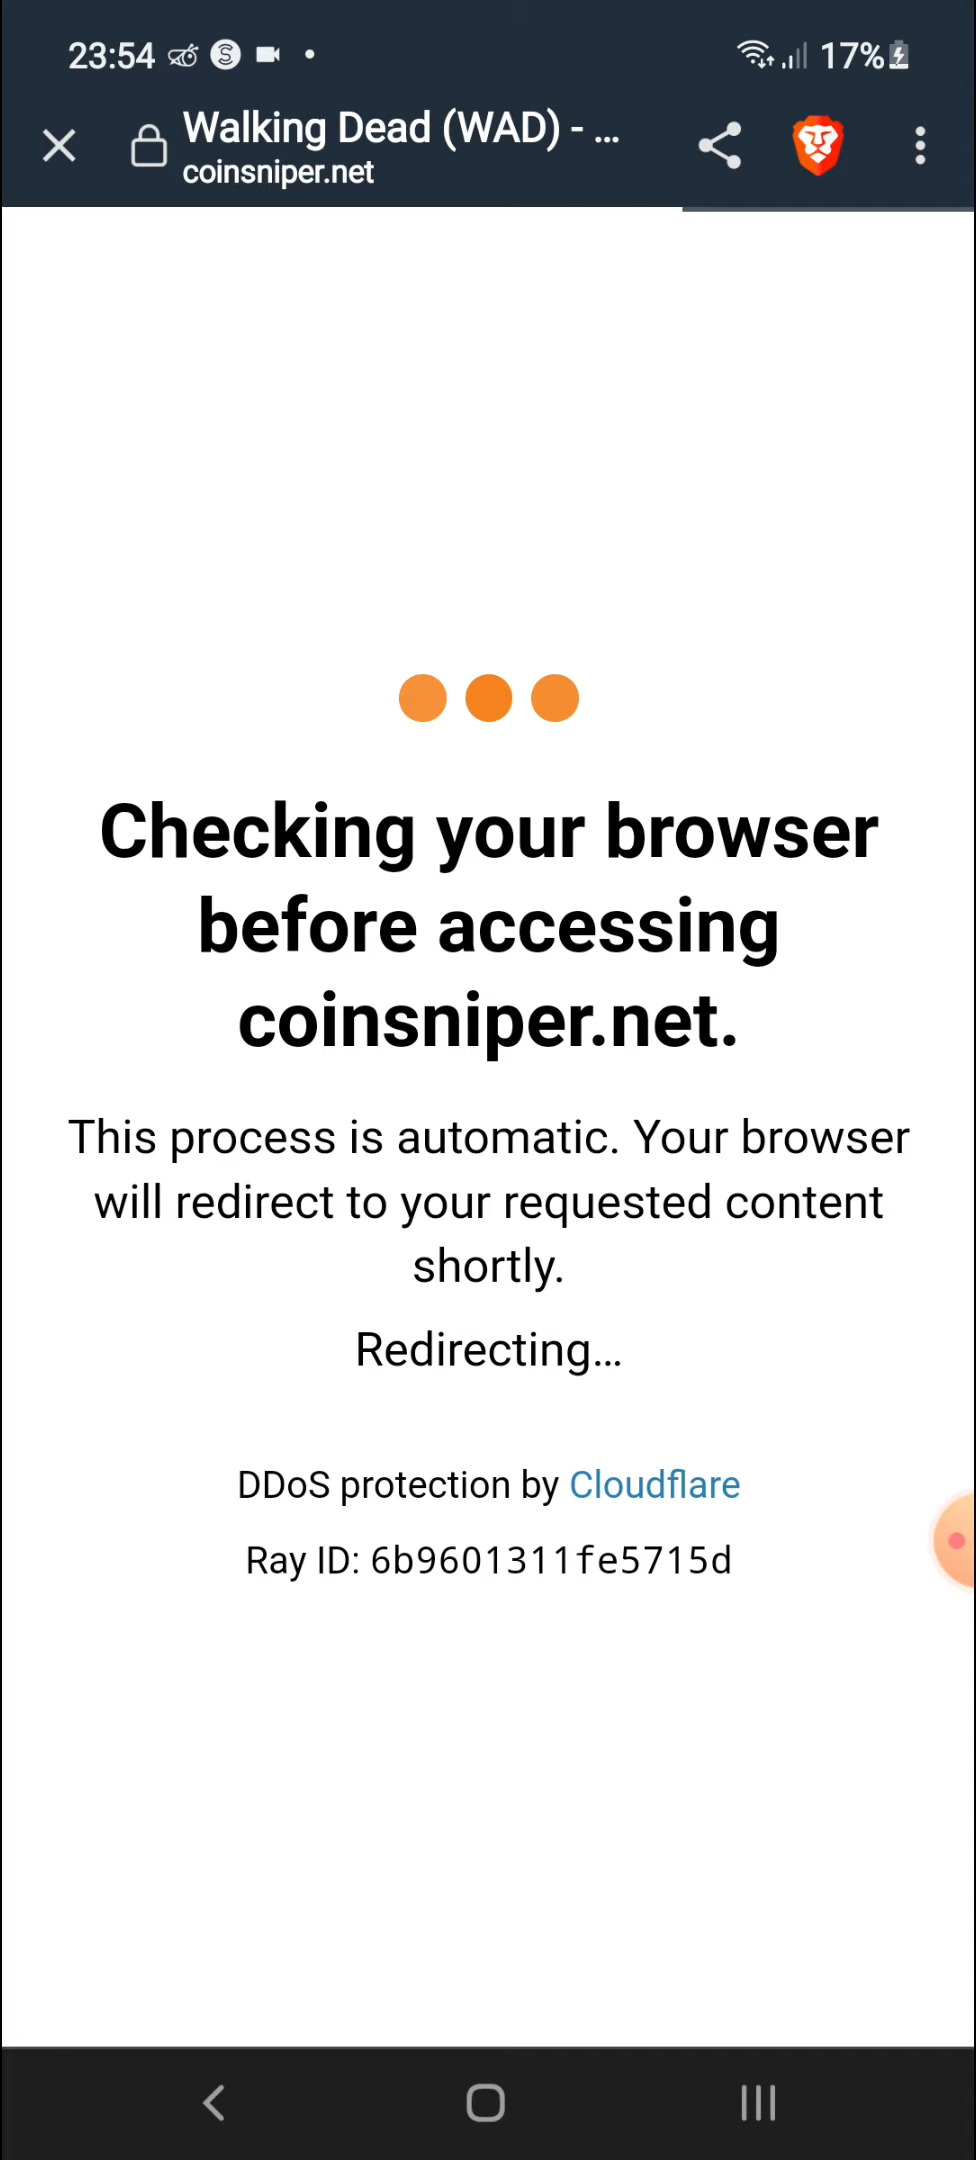 23:54
17%
Walking Dead (WAD) - ...
coinsniper.net
Checking your browser
before accessing
coinsniper.net.
This process is automatic. Your browser
will redirect to your requested content
shortly.
Redirecting...
DDoS protection by Cloudflare
Ray ID: 6b9601311fe5715d